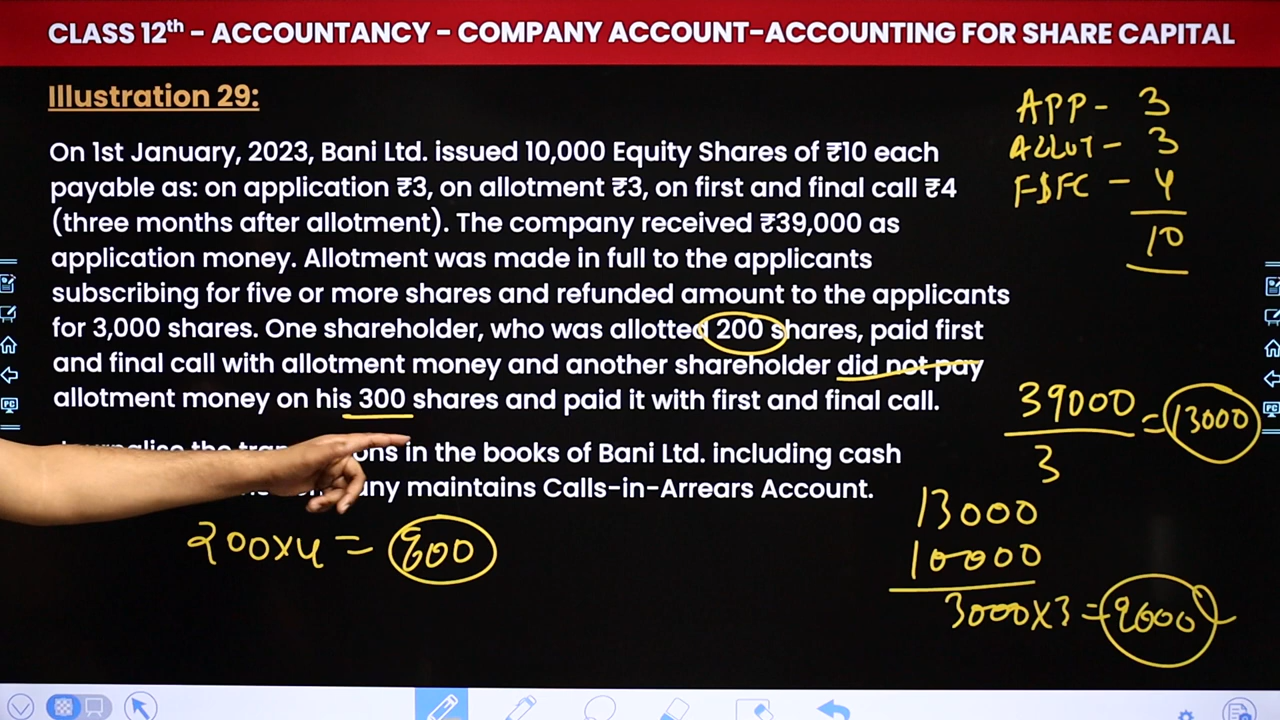 CLASS 12th - ACCOUNTANCY - COMPANY ACCOUNT-ACCOUNTING FOR SHARE CAPITAL
Illustration 29:
On 1st January, 2023, Bani Ltd. issued 10,000 Equity Shares of ₹10 each
payable as: on application ₹3, on allotment ₹3, on first and final call ₹4
(three months after allotment). The company received ₹39,000 as
application money. Allotment was made in full to the applicants
subscribing for five or more shares and refunded amount to the applicants
for 3,000 shares. One shareholder, who was allotted 200 shares, paid first
and final call with allotment money and another shareholder did not pay
allotment money on his 300 shares and paid it with first and final call.
in the books of Bani Ltd. including cash
maintains Calls-in-Arrears Account.
200x4 = 800
APP - 3
ALLOT - 3
F&FC - 4
10
39000
3
= 13000
13000
10000
3000x3 = 9000